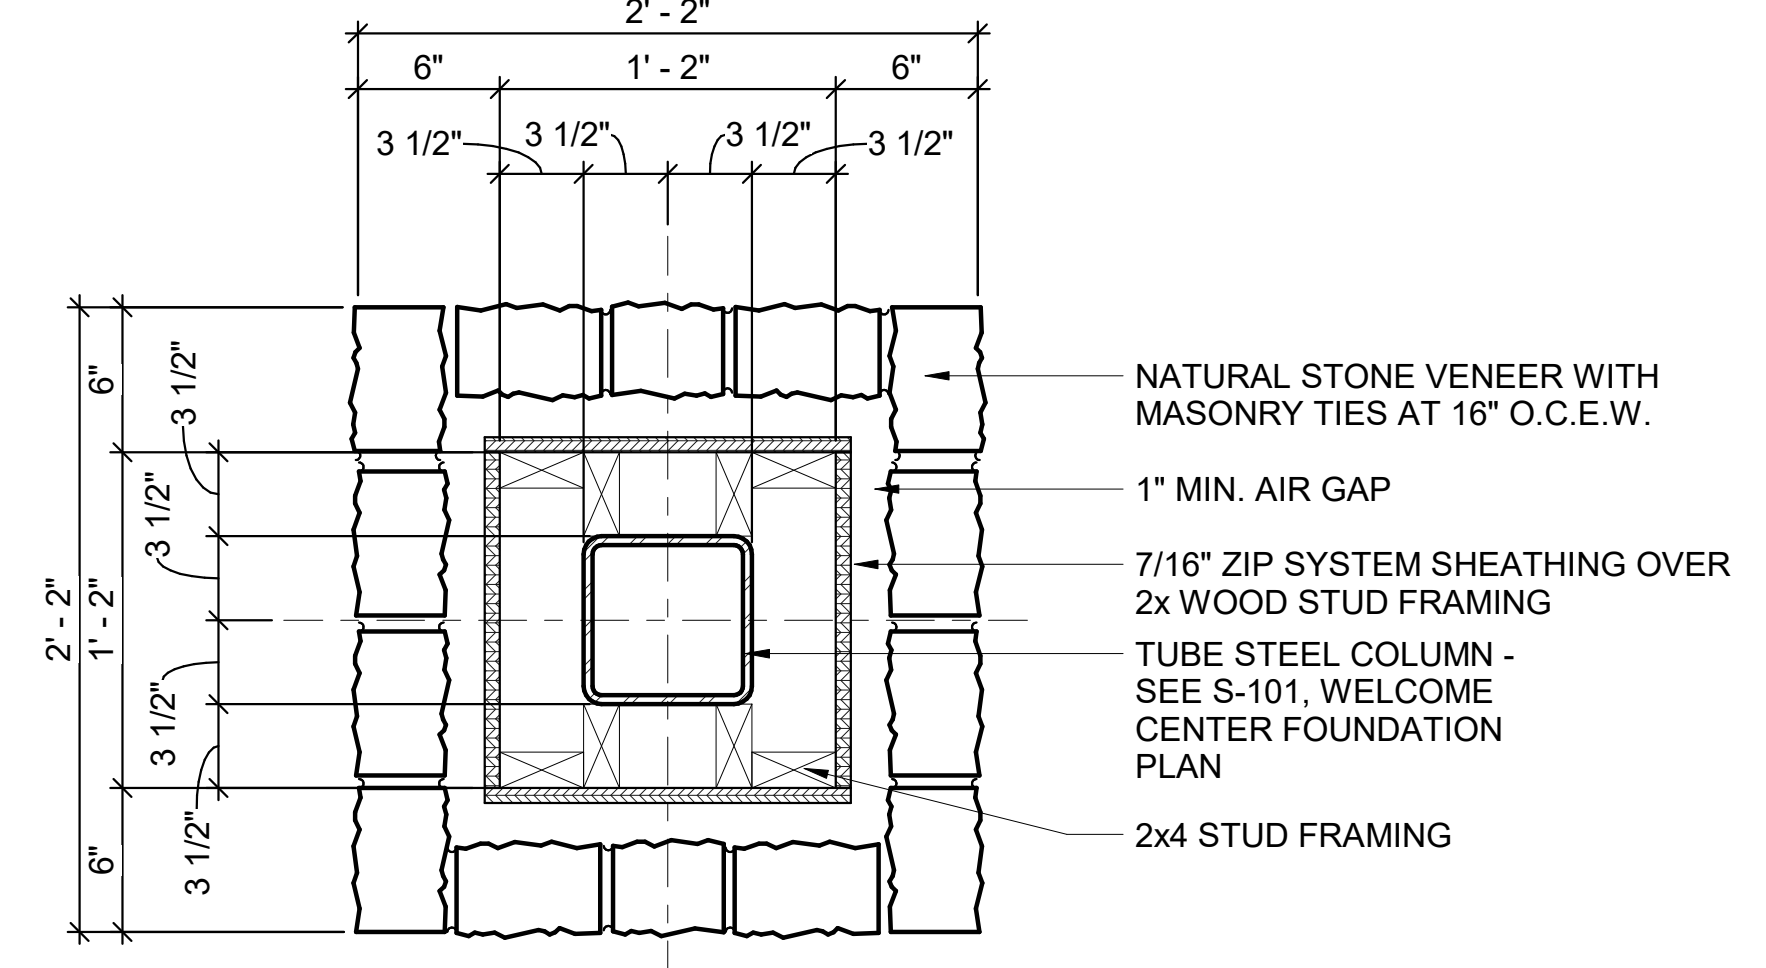 2' - 2"
6" 1' - 2" 6"
3 1/2" 3 1/2" 3 1/2" 3 1/2"
2' - 2"
6"
1' - 2"
6"
3 1/2"
3 1/2"
3 1/2"
3 1/2"
NATURAL STONE VENEER WITH
MASONRY TIES AT 16" O.C.E.W.
1" MIN. AIR GAP
7/16" ZIP SYSTEM SHEATHING OVER
2x WOOD STUD FRAMING
TUBE STEEL COLUMN -
SEE S-101, WELCOME
CENTER FOUNDATION
PLAN
2x4 STUD FRAMING